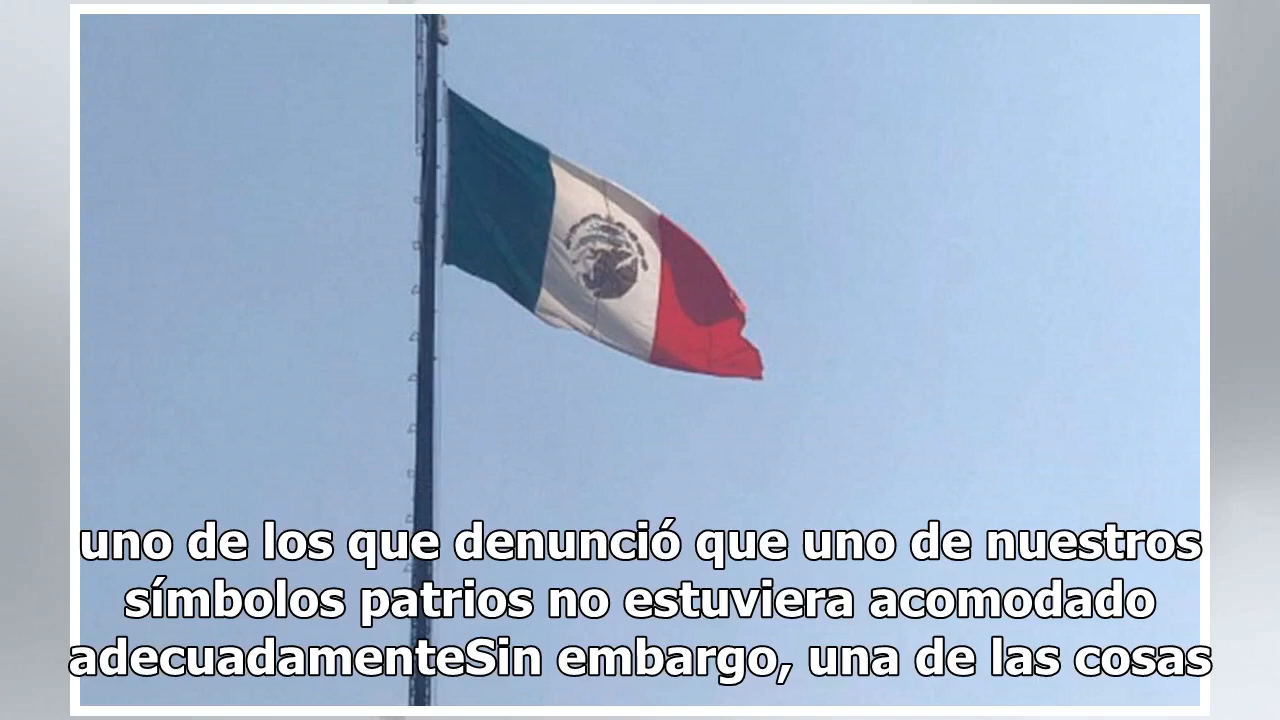 uno de los que denunció que uno de nuestros
símbolos patrios no estuviera acomodado
adecuadamenteSin embargo, una de las cosas